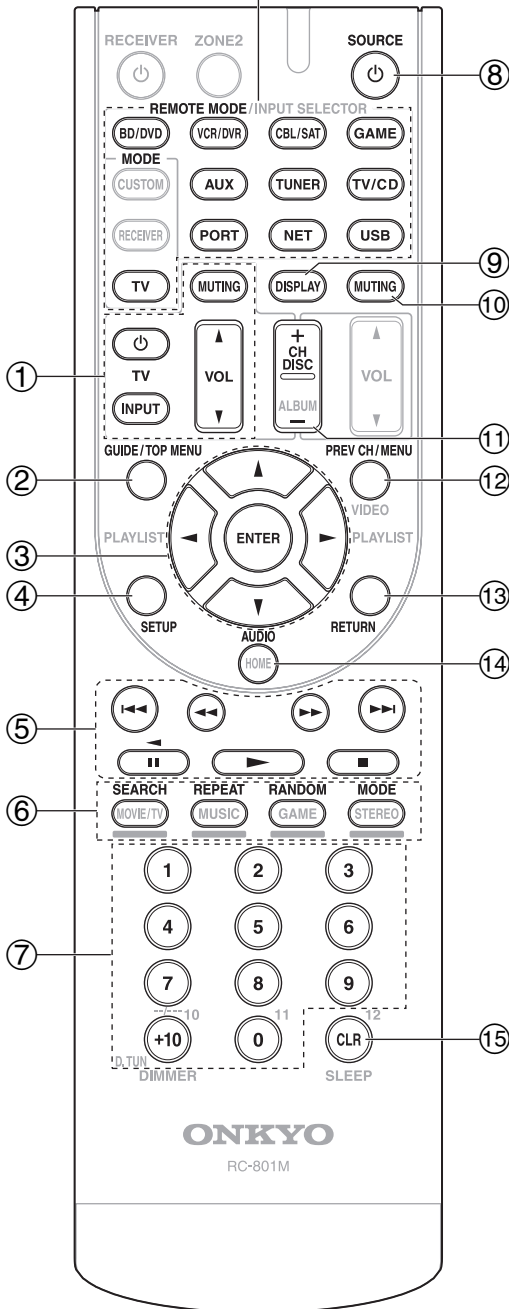 RECEIVER ZONE2 SOURCE
⑧
REMOTE MODE/INPUT SELECTOR
BD/DVD VCR/DVR CBL/SAT GAME
MODE
CUSTOM AUX TUNER TV/CD
RECEIVER PORT NET USB
⑨
TV MUTING DISPLAY MUTING
⑩
①
TV
INPUT
VOL
+
CH
DISC
ALBUM
–
VOL
⑪
GUIDE/TOP MENU PREV CH/MENU
② ⑫
VIDEO
PLAYLIST ENTER PLAYLIST
③
④ ⑬
SETUP RETURN
AUDIO
HOME
⑭
⑤
SEARCH REPEAT RANDOM MODE
⑥ MOVIE/TV MUSIC GAME STEREO
1 2 3
⑦ 4 5 6
7 8 9
--/--- 10 11 12
+10 0 CLR ⑮
D.TUN
DIMMER SLEEP
ONKYO
RC-801M